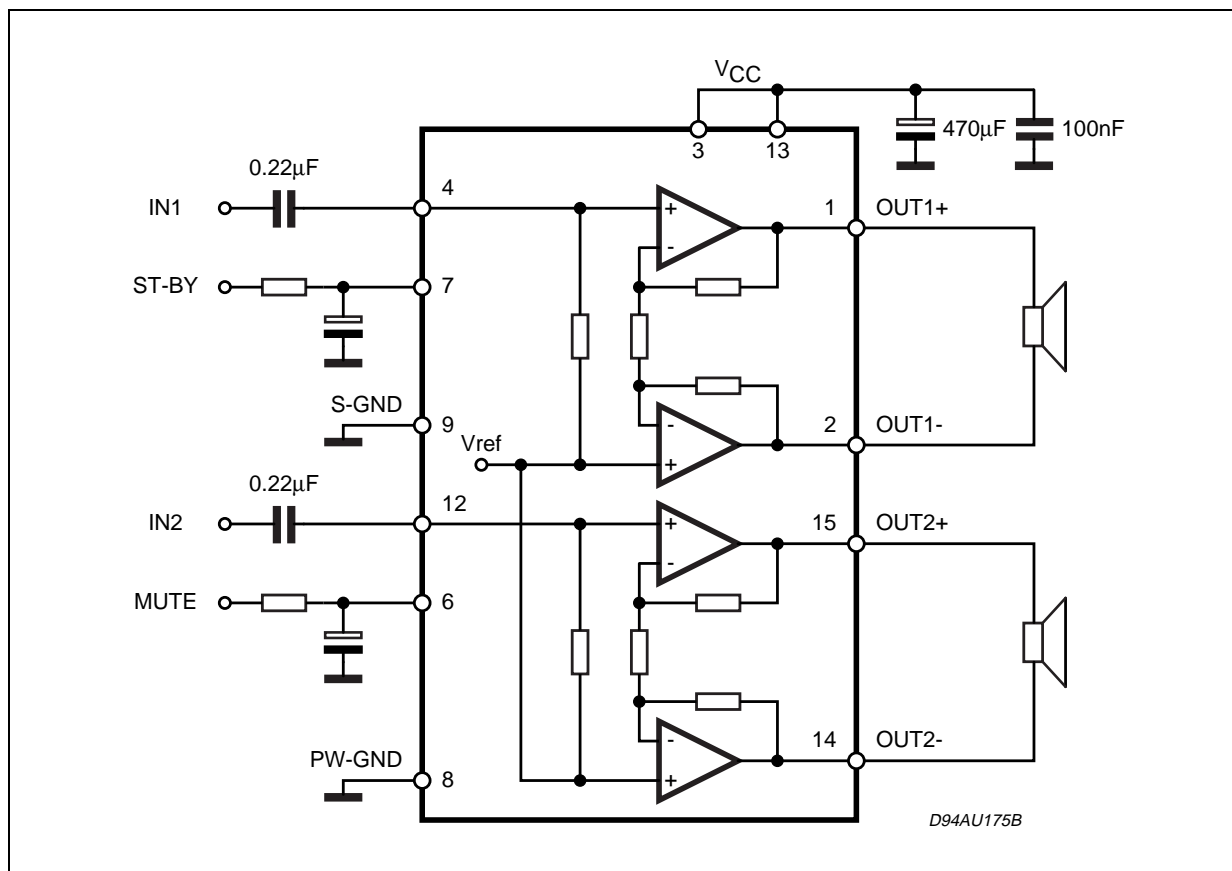 VCC
470μF
100nF
3
13
0.22μF
4
IN1
1
OUT1+
+
-
ST-BY
7
S-GND
9
-
2
OUT1-
Vref
+
0.22μF
12
IN2
+
15
OUT2+
-
MUTE
6
-
14
OUT2-
PW-GND
8
+
D94AU175B